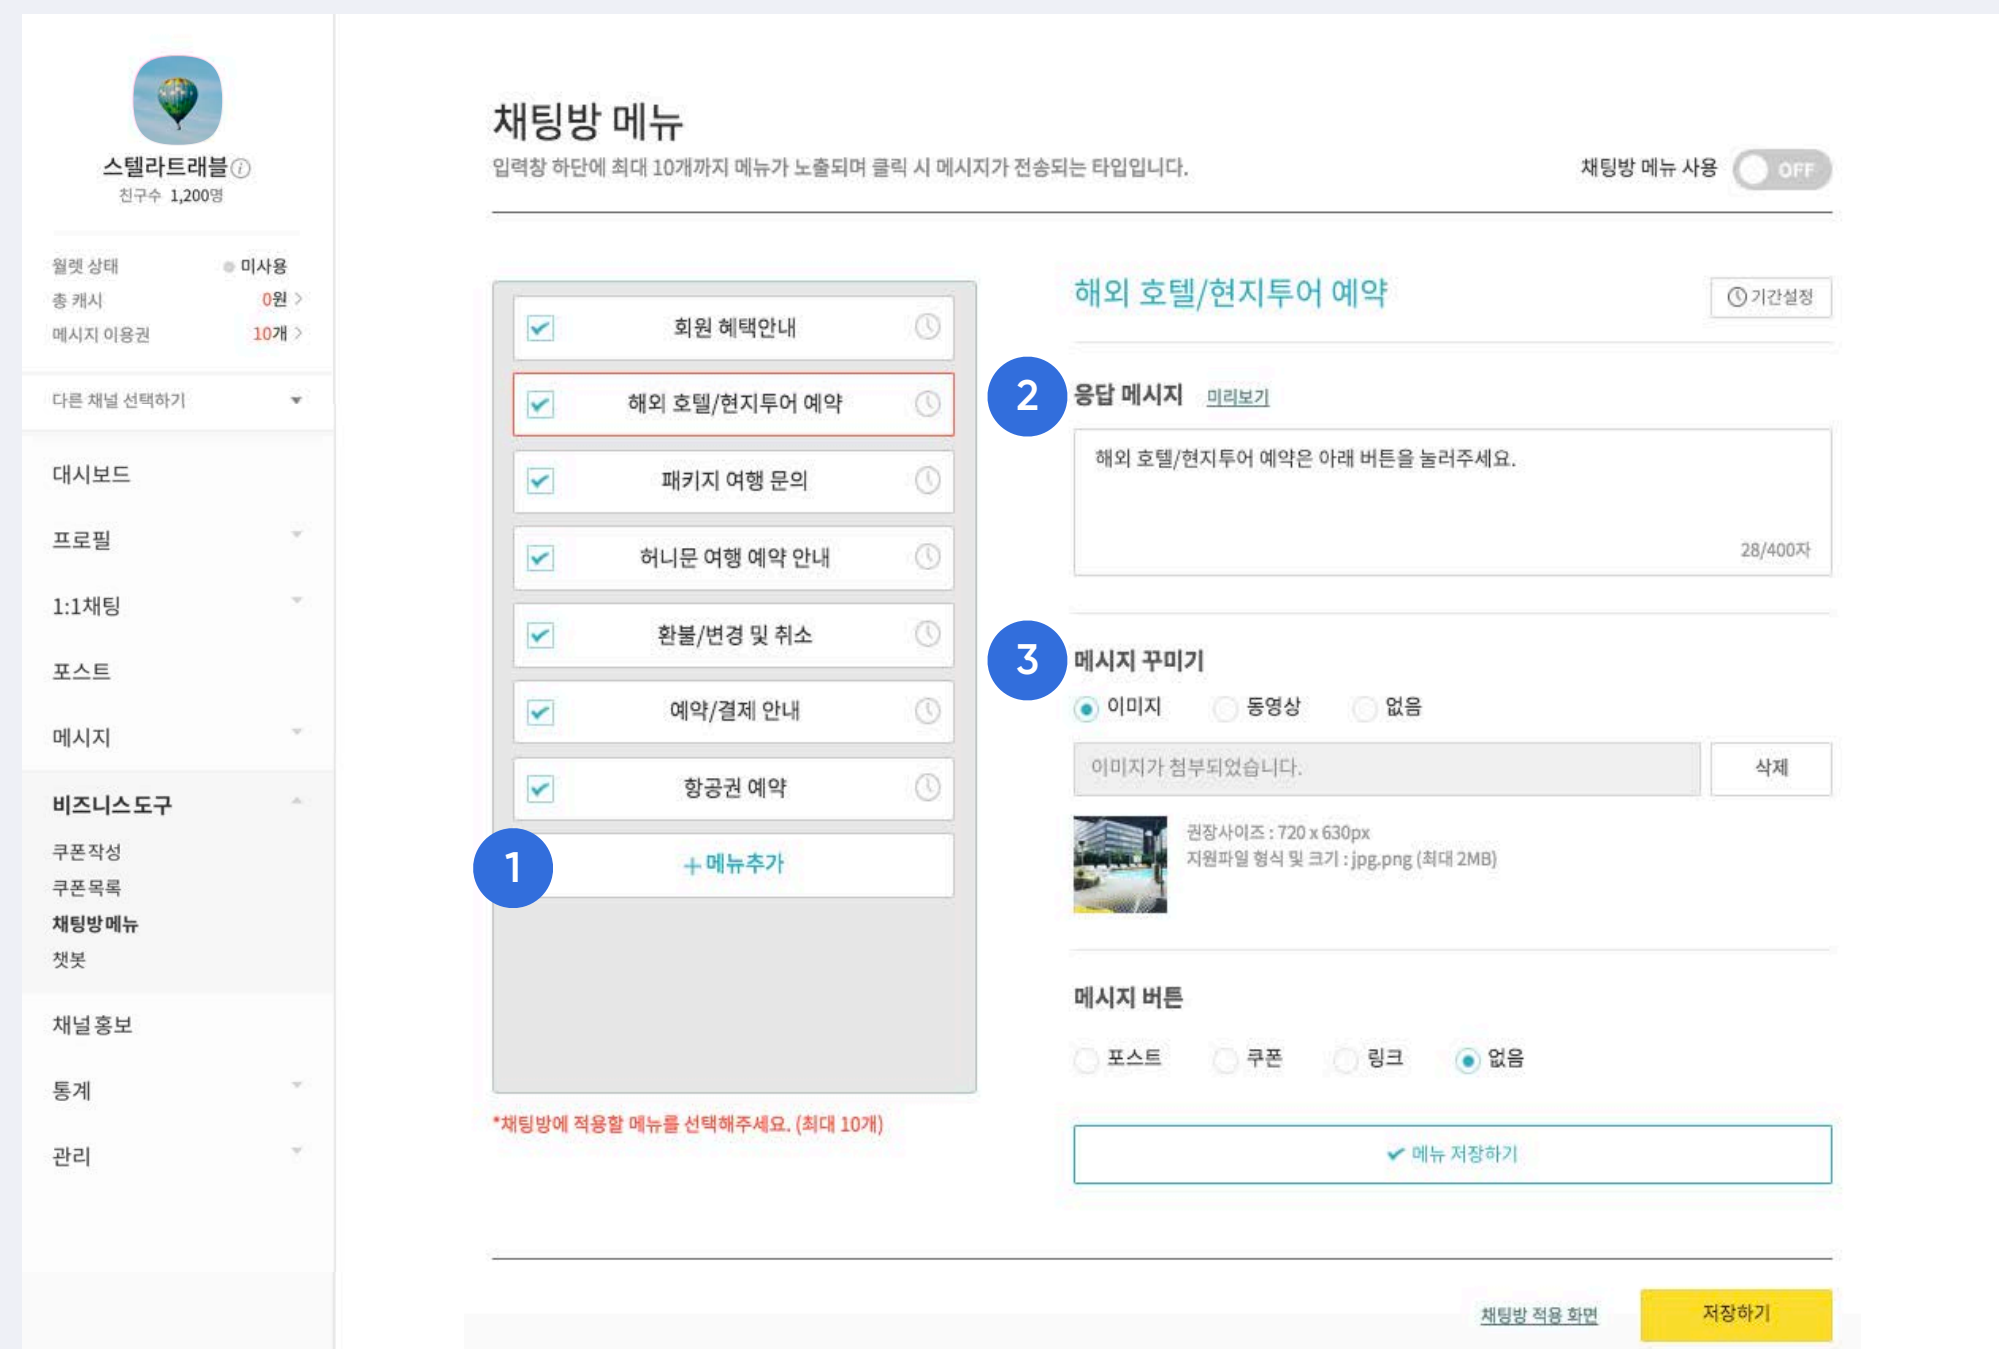 스텔라트래블
친구수 1,200명
월렛 상태 미사용
총 캐시 0원 >
메시지 이용권 10개 >
다른 채널 선택하기
대시보드
프로필
1:1채팅
포스트
메시지
비즈니스 도구
쿠폰작성
쿠폰목록
채팅방메뉴
챗봇
채널홍보
통계
관리
채팅방 메뉴
입력창 하단에 최대 10개까지 메뉴가 노출되며 클릭 시 메시지가 전송되는 타입입니다.
채팅방 메뉴 사용 OFF
회원 혜택안내
해외 호텔/현지투어 예약
패키지 여행 문의
허니문 여행 예약 안내
환불/변경 및 취소
예약/결제 안내
항공권 예약
1
+ 메뉴추가
*채팅방에 적용할 메뉴를 선택해주세요. (최대 10개)
해외 호텔/현지투어 예약
기간설정
2
응답 메시지 미리보기
해외 호텔/현지투어 예약은 아래 버튼을 눌러주세요.
28/400자
3
메시지 꾸미기
이미지 동영상 없음
이미지가 첨부되었습니다. 삭제
권장사이즈 : 720 x 630px
지원파일 형식 및 크기 : jpg.png (최대 2MB)
메시지 버튼
포스트 쿠폰 링크 없음
메뉴 저장하기
채팅방 적용 화면
저장하기